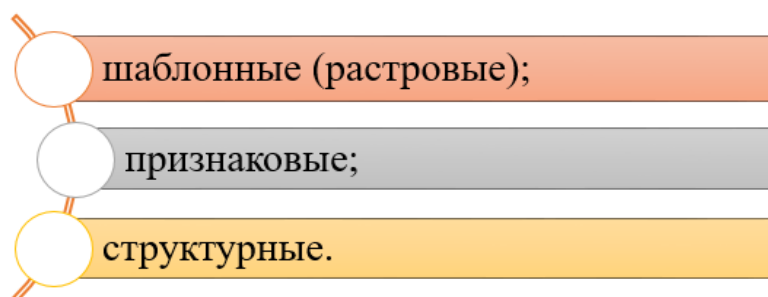 шаблонные (растровые);
признаковые;
структурные.